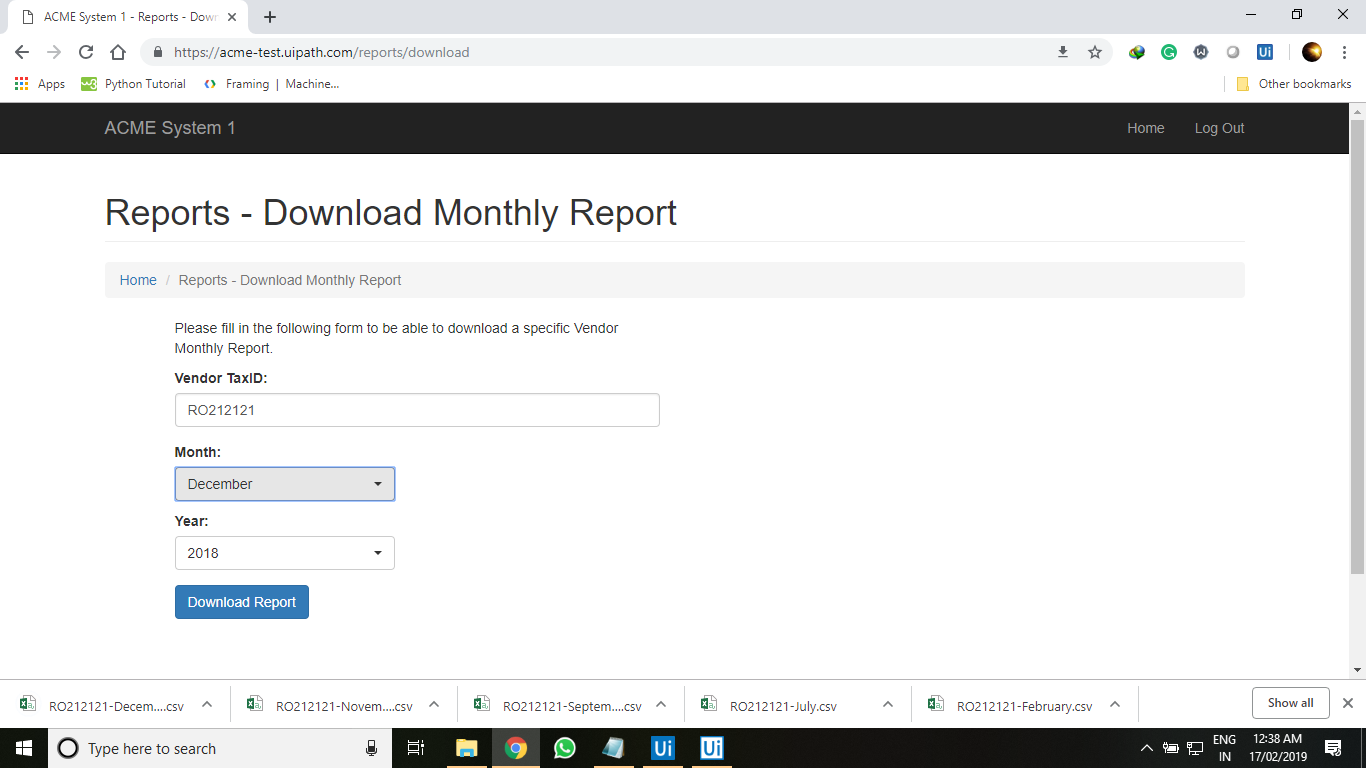 ACME System 1 - Reports - Dow
https://acme-test.uipath.com/reports/download
Ui
Apps
w3
Python Tutorial
Framing | Machine...
Other bookmarks
ACME System 1
Home
Log Out
Reports - Download Monthly Report
Home / Reports - Download Monthly Report
Please fill in the following form to be able to download a specific Vendor
Monthly Report.
Vendor TaxID:
RO212121
Month:
December
Year:
2018
Download Report
RO212121-Decem....csv
RO212121-Novem....csv
RO212121-Septem....csv
RO212121-July.csv
RO212121-February.csv
Show all
Type here to search
Ui
Ui
ENG
IN
12:38 AM
17/02/2019